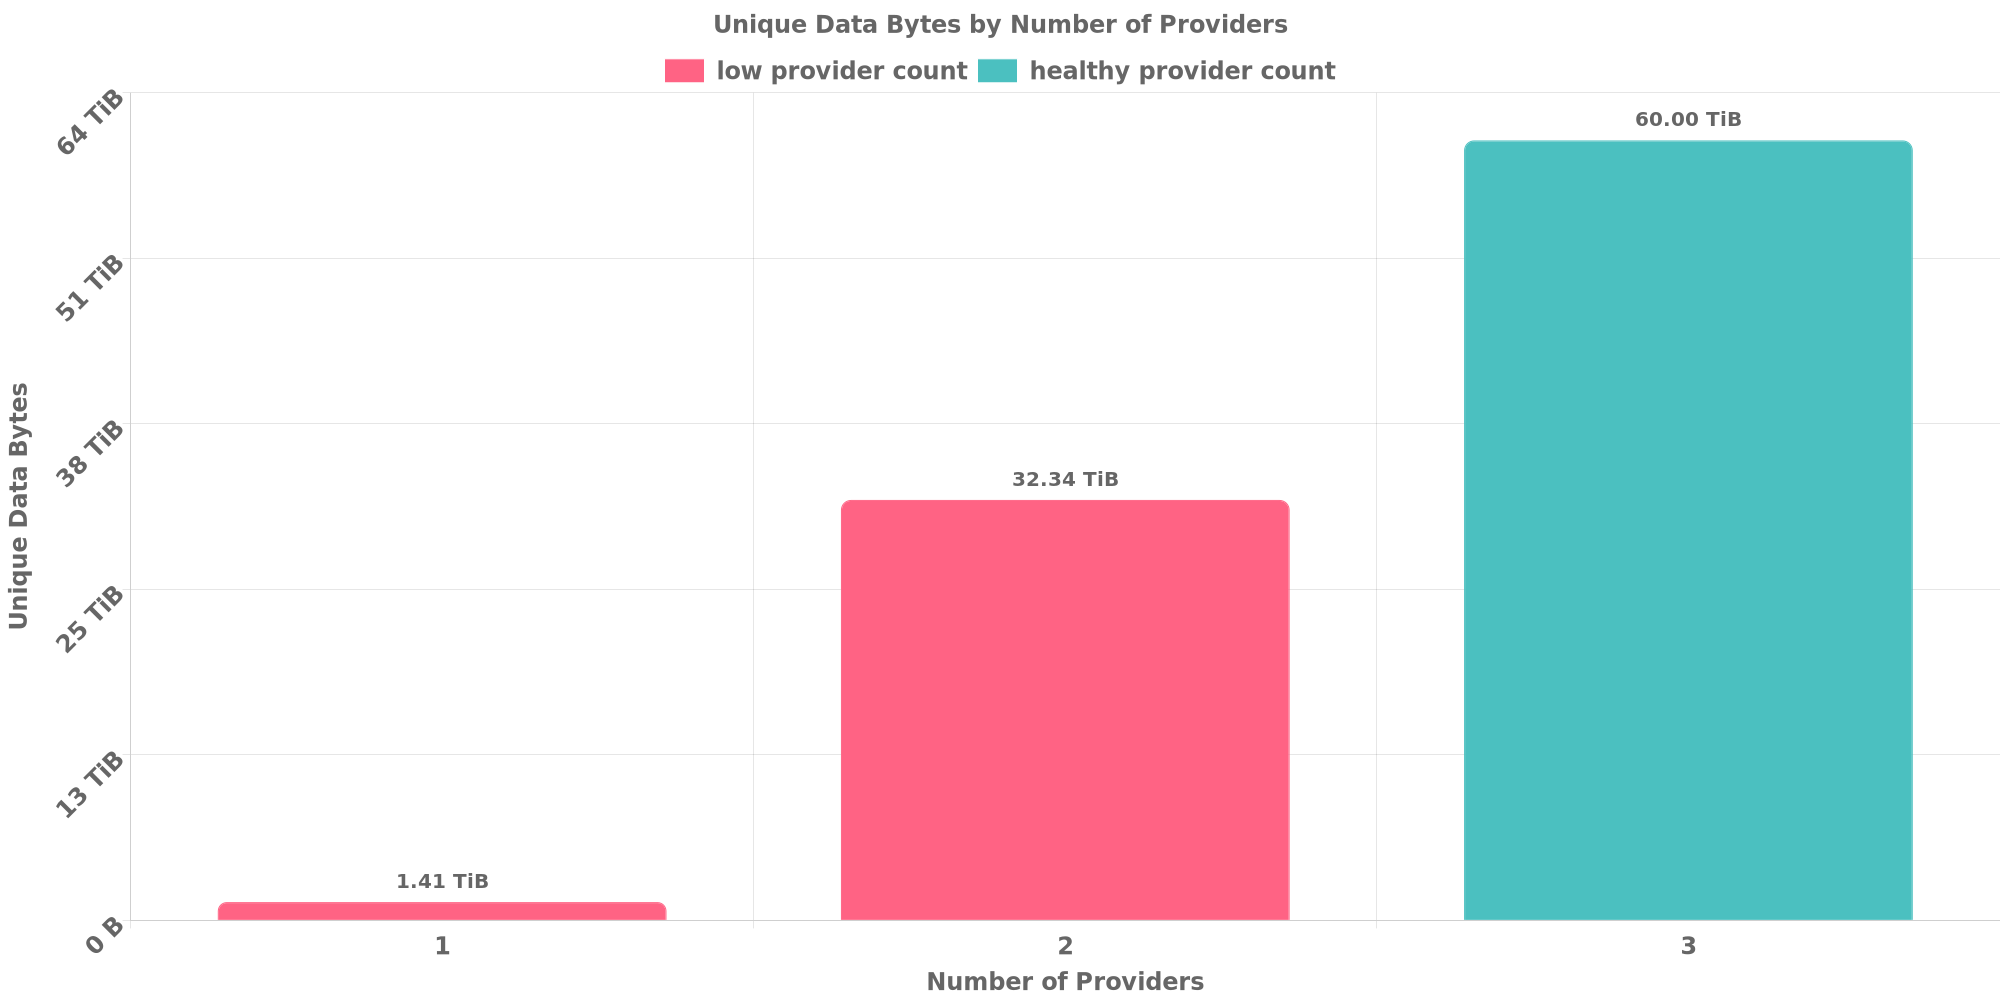 Unique Data Bytes by Number of Providers
low provider count healthy provider count
64 TiB
51 TiB
38 TiB
25 TiB
13 TiB
0 B
Unique Data Bytes
1.41 TiB
32.34 TiB
60.00 TiB
1 2 3
Number of Providers